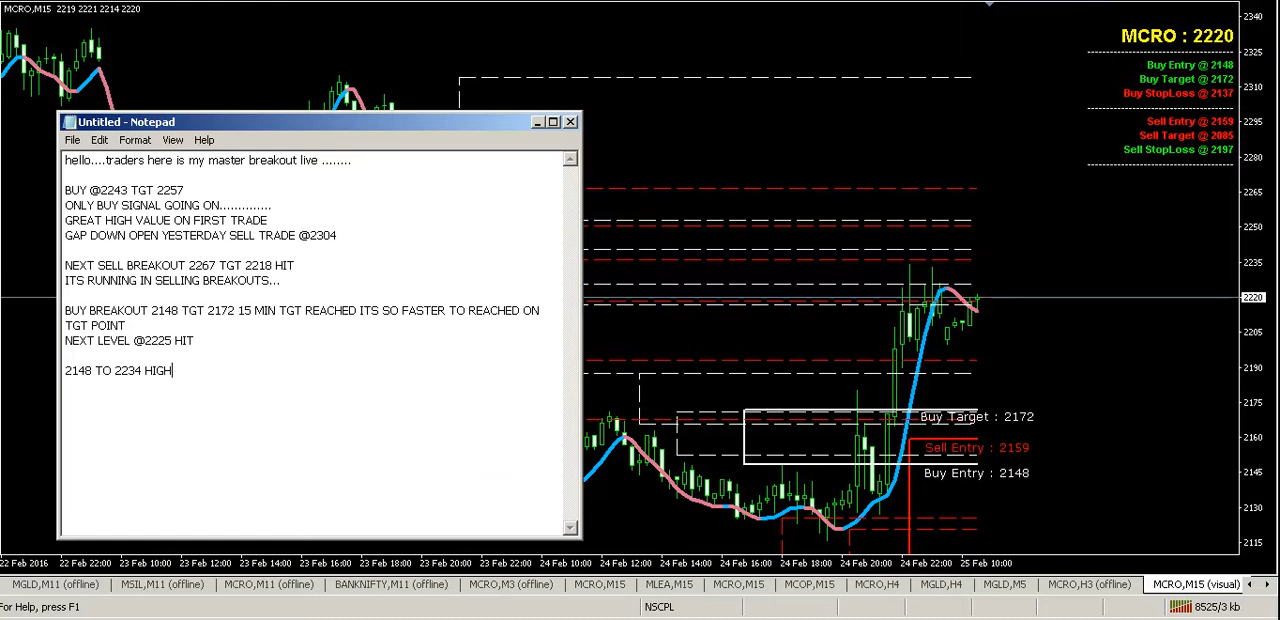 MCRO,M15 2219 2221 2214 2220
MCRO : 2220
Buy Entry @ 2148
Buy Target @ 2172
Buy StopLoss @ 2137
Sell Entry @ 2159
Sell Target @ 2085
Sell StopLoss @ 2197
Untitled - Notepad
File Edit Format View Help
hello....traders here is my master breakout live ........
BUY @2243 TGT 2257
ONLY BUY SIGNAL GOING ON.............
GREAT HIGH VALUE ON FIRST TRADE
GAP DOWN OPEN YESTERDAY SELL TRADE @2304
NEXT SELL BREAKOUT 2267 TGT 2218 HIT
ITS RUNNING IN SELLING BREAKOUTS...
BUY BREAKOUT 2148 TGT 2172 15 MIN TGT REACHED ITS SO FASTER TO REACHED ON
TGT POINT
NEXT LEVEL @2225 HIT
2148 TO 2234 HIGH
Buy Target : 2172
Sell Entry : 2159
Buy Entry : 2148
2340
2325
2310
2295
2280
2265
2250
2235
2220
2205
2190
2175
2160
2145
2130
2115
22 Feb 2016 22 Feb 22:00 23 Feb 12:00 23 Feb 14:00 23 Feb 16:00 23 Feb 18:00 23 Feb 20:00 23 Feb 22:00 24 Feb 10:00 24 Feb 12:00 24 Feb 14:00 24 Feb 16:00 24 Feb 18:00 24 Feb 20:00 24 Feb 22:00 25 Feb 10:00
MGLD,M11 (offline) MSIL,M11 (offline) MCRO,M11 (offline) BANKNIFTY,M11 (offline) MCRO,M3 (offline) MCRO,M15 MLEA,M15 MCRO,M15 MCOP,M15 MCRO,H4 MGLD,H4 MGLD,M5 MCRO,H3 (offline) MCRO,M15 (visual)
For Help, press F1 NSCPL 8525/3 kb